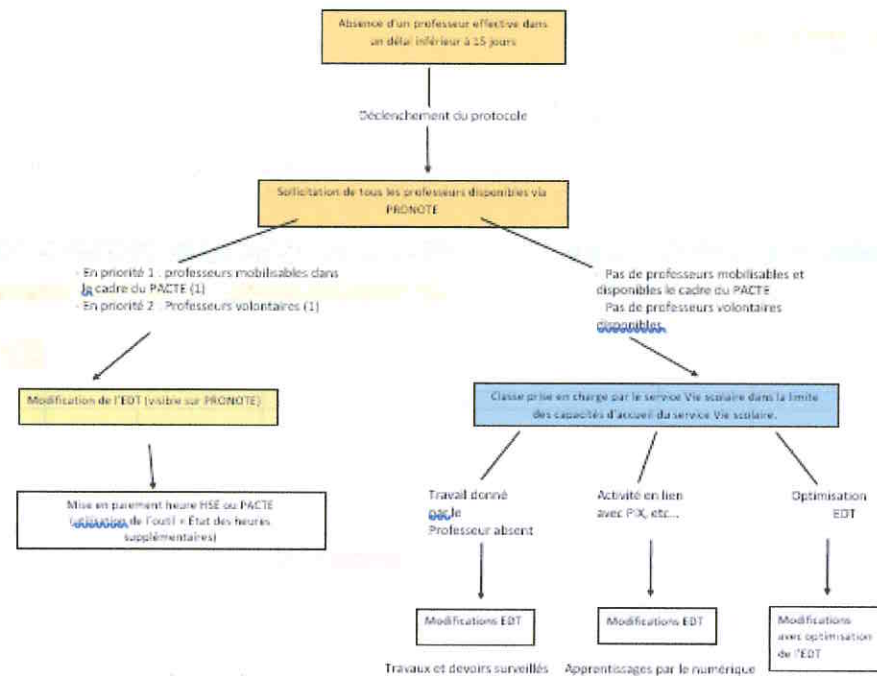 Absence d'un professeur effective dans
un délai inférieur à 15 jours
Déclenchement du protocole
Sollicitation de tous les professeurs disponibles via
PRONOTE
- En priorité 1 : professeurs mobilisables dans
le cadre du PACTE (1)
- En priorité 2 : Professeurs volontaires (1)
- Pas de professeurs mobilisables et
disponibles le cadre du PACTE
- Pas de professeurs volontaires
disponibles
Modification de l'EDT (visible sur PRONOTE)
Classe prise en charge par le service Vie scolaire dans la limite
des capacités d'accueil du service Vie scolaire.
Mise en paiement heure HSE ou PACTE
(utilisation de l'outil « État des heures
supplémentaires)
Travail donné
par le
Professeur absent
Activité en lien
avec PIX, etc...
Optimisation
EDT
Modifications EDT
Modifications EDT
Modifications
avec optimisation
de l'EDT
Travaux et devoirs surveillés
Apprentissages par le numérique